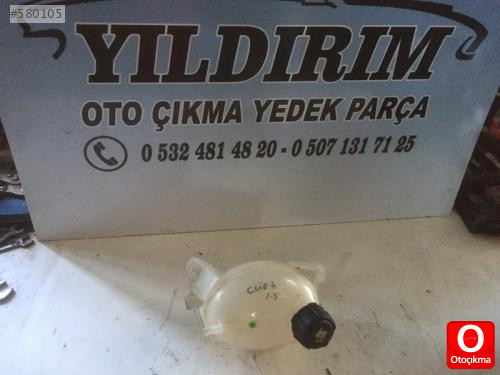 #580105
YILDIRIM
OTO ÇIKMA YEDEK PARÇA
0 532 481 48 20 - 0 507 131 71 25
CLİO 4
1.5
O
Otoçıkma